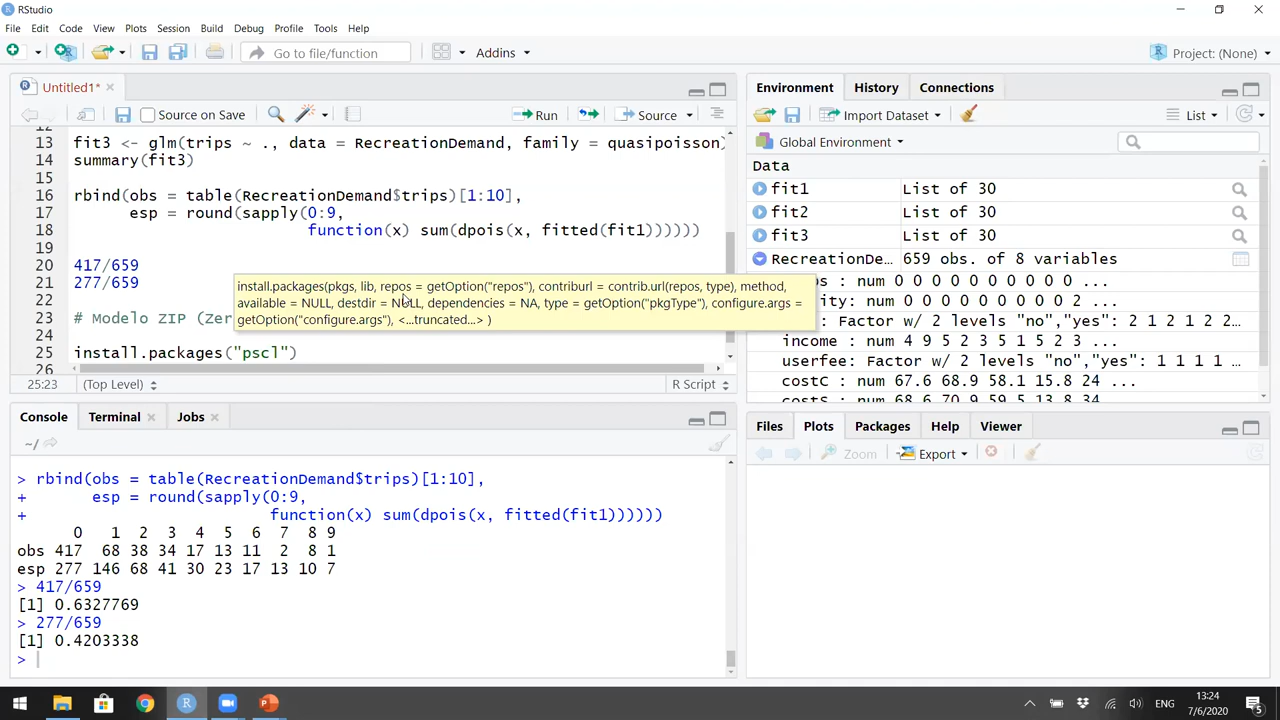 RStudio
File Edit Code View Plots Session Build Debug Profile Tools Help
Go to file/function Addins Project: (None)
Untitled1*
Source on Save Run Source
12
13 fit3 <- glm(trips ~ ., data = RecreationDemand, family = quasipoisson)
14 summary(fit3)
15
16 rbind(obs = table(RecreationDemand$trips)[1:10],
17 esp = round(sapply(0:9,
18 function(x) sum(dpois(x, fitted(fit1))))))
19
20 417/659
21 277/659
22
install.packages(pkgs, lib, repos = getOption("repos"), contriburl = contrib.url(repos, type), method,
available = NULL, destdir = NULL, dependencies = NA, type = getOption("pkgType"), configure.args =
getOption("configure.args"), <...truncated...> )
23 # Modelo ZIP (Zer
24
25 install.packages("pscl")
26
25:23 (Top Level) R Script
Console Terminal Jobs
~/
> rbind(obs = table(RecreationDemand$trips)[1:10],
+ esp = round(sapply(0:9,
+ function(x) sum(dpois(x, fitted(fit1))))))
0 1 2 3 4 5 6 7 8 9
obs 417 68 38 34 17 13 11 2 8 1
esp 277 146 68 41 30 23 17 13 10 7
> 417/659
[1] 0.6327769
> 277/659
[1] 0.4203338
>
Environment History Connections
Import Dataset List
Global Environment
Data
fit1 List of 30
fit2 List of 30
fit3 List of 30
RecreationDe… 659 obs. of 8 variables
s : num 0 0 0 0 0 0 0 0 0 ...
ity: num 0 0 0 0 0 0 0 0 2 ...
: Factor w/ 2 levels "no","yes": 1 2 2…
income : num 4 9 5 2 3 5 1 5 2 3 ...
userfee: Factor w/ 2 levels "no","yes": 1 1 1 1 …
costC : num 67.6 68.9 58.1 15.8 24 ...
costS : num 68.6 70.9 59.5 13.8 34 ...
Files Plots Packages Help Viewer
Zoom Export
ENG
13:24
7/6/2020
5